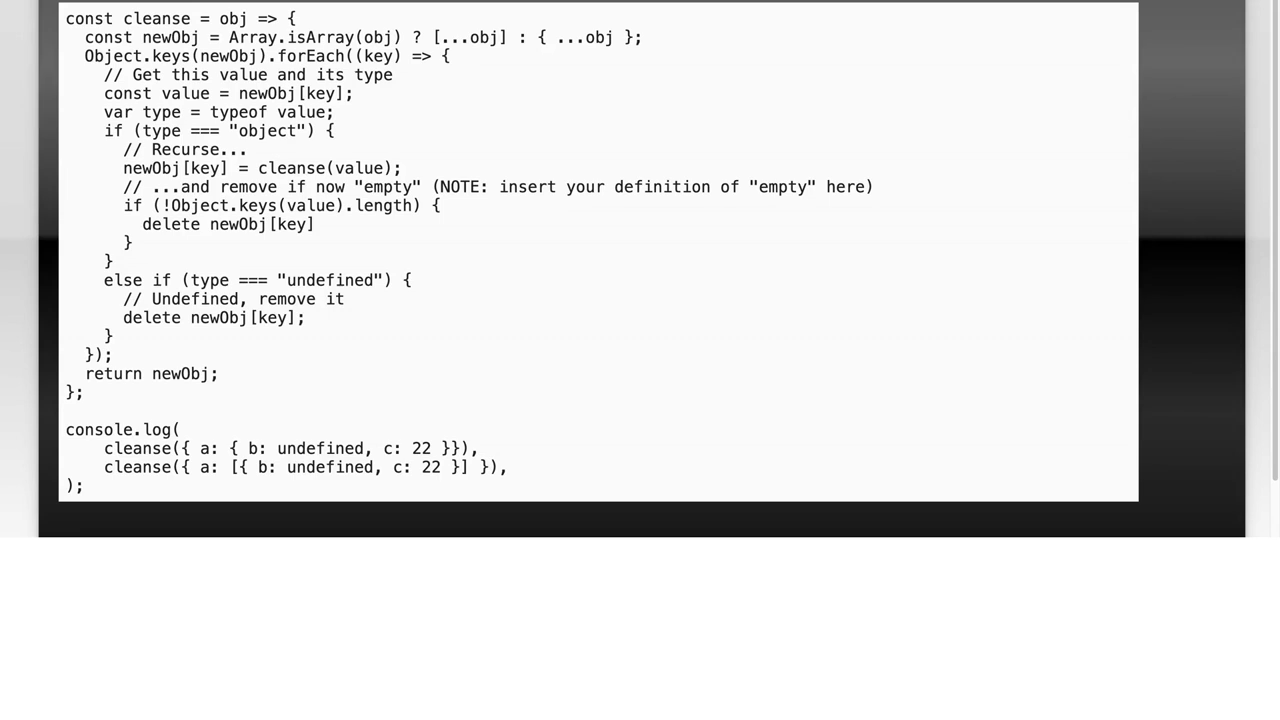 const cleanse = obj => {
  const newObj = Array.isArray(obj) ? [...obj] : { ...obj };
  Object.keys(newObj).forEach((key) => {
    // Get this value and its type
    const value = newObj[key];
    var type = typeof value;
    if (type === "object") {
      // Recurse...
      newObj[key] = cleanse(value);
      // ...and remove if now "empty" (NOTE: insert your definition of "empty" here)
      if (!Object.keys(value).length) {
        delete newObj[key]
      }
    }
    else if (type === "undefined") {
      // Undefined, remove it
      delete newObj[key];
    }
  });
  return newObj;
};

console.log(
    cleanse({ a: { b: undefined, c: 22 }}),
    cleanse({ a: [{ b: undefined, c: 22 }] }),
);